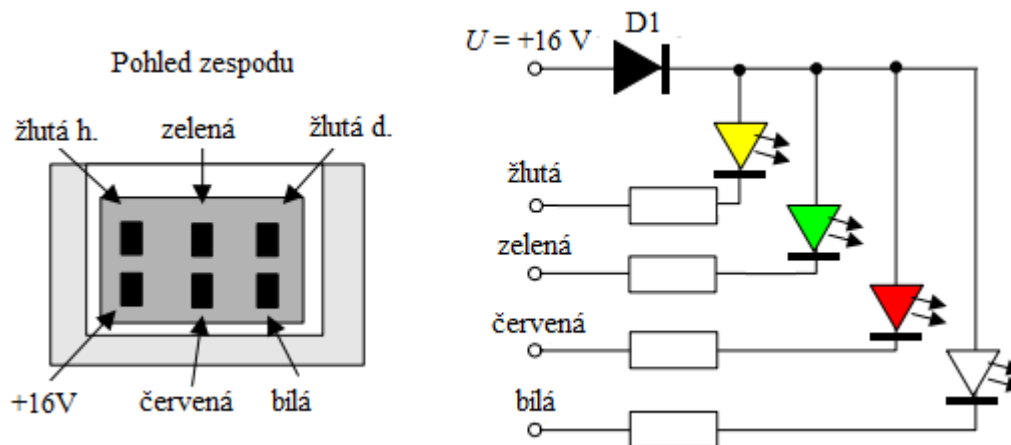 Pohled zespodu
žlutá h.
zelená
žlutá d.
+16V
červená
bílá
U = +16 V
D1
žlutá
zelená
červená
bílá